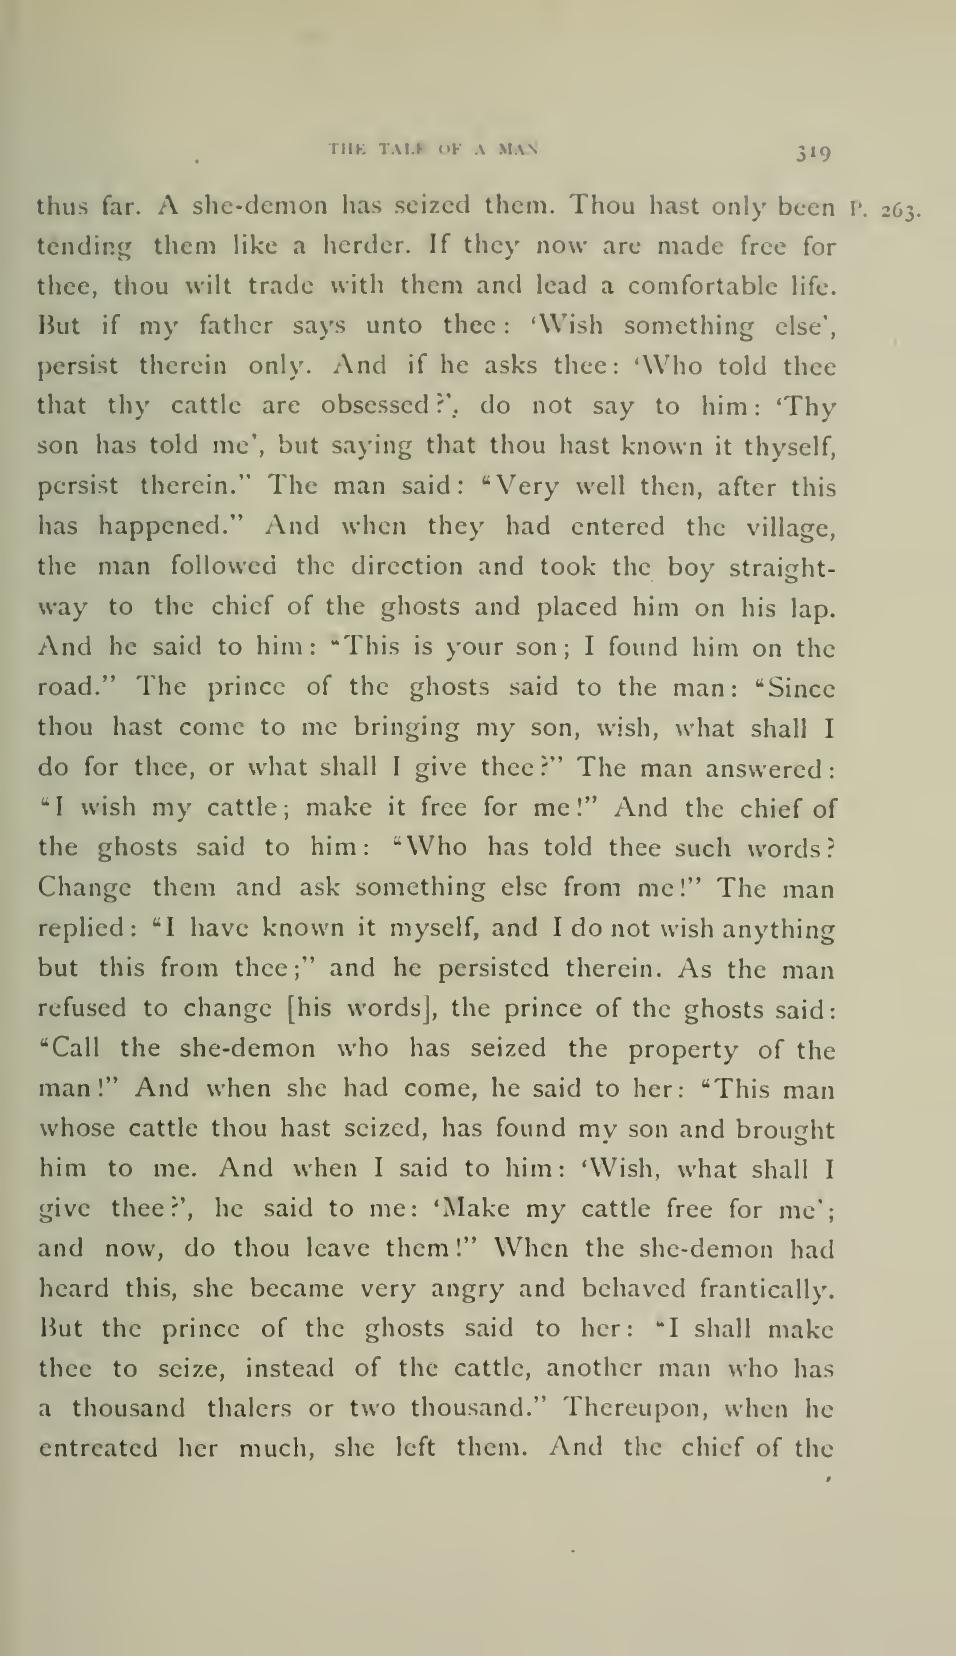 THE TALE OF A MAN 319
thus far. A she-demon has seized them. Thou hast only been P. 263.
tending them like a herder. If they now are made free for
thee, thou wilt trade with them and lead a comfortable life.
But if my father says unto thee: ‘Wish something else’,
persist therein only. And if he asks thee: ‘Who told thee
that thy cattle are obsessed?’, do not say to him: ‘Thy
son has told me’, but saying that thou hast known it thyself,
persist therein.” The man said: “Very well then, after this
has happened.” And when they had entered the village,
the man followed the direction and took the boy straight-
way to the chief of the ghosts and placed him on his lap.
And he said to him: “This is your son; I found him on the
road.” The prince of the ghosts said to the man: “Since
thou hast come to me bringing my son, wish, what shall I
do for thee, or what shall I give thee?” The man answered:
“I wish my cattle; make it free for me!” And the chief of
the ghosts said to him: “Who has told thee such words?
Change them and ask something else from me!” The man
replied: “I have known it myself, and I do not wish anything
but this from thee;” and he persisted therein. As the man
refused to change [his words], the prince of the ghosts said:
“Call the she-demon who has seized the property of the
man!” And when she had come, he said to her: “This man
whose cattle thou hast seized, has found my son and brought
him to me. And when I said to him: ‘Wish, what shall I
give thee?’, he said to me: ‘Make my cattle free for me’;
and now, do thou leave them!” When the she-demon had
heard this, she became very angry and behaved frantically.
But the prince of the ghosts said to her: “I shall make
thee to seize, instead of the cattle, another man who has
a thousand thalers or two thousand.” Thereupon, when he
entreated her much, she left them. And the chief of the